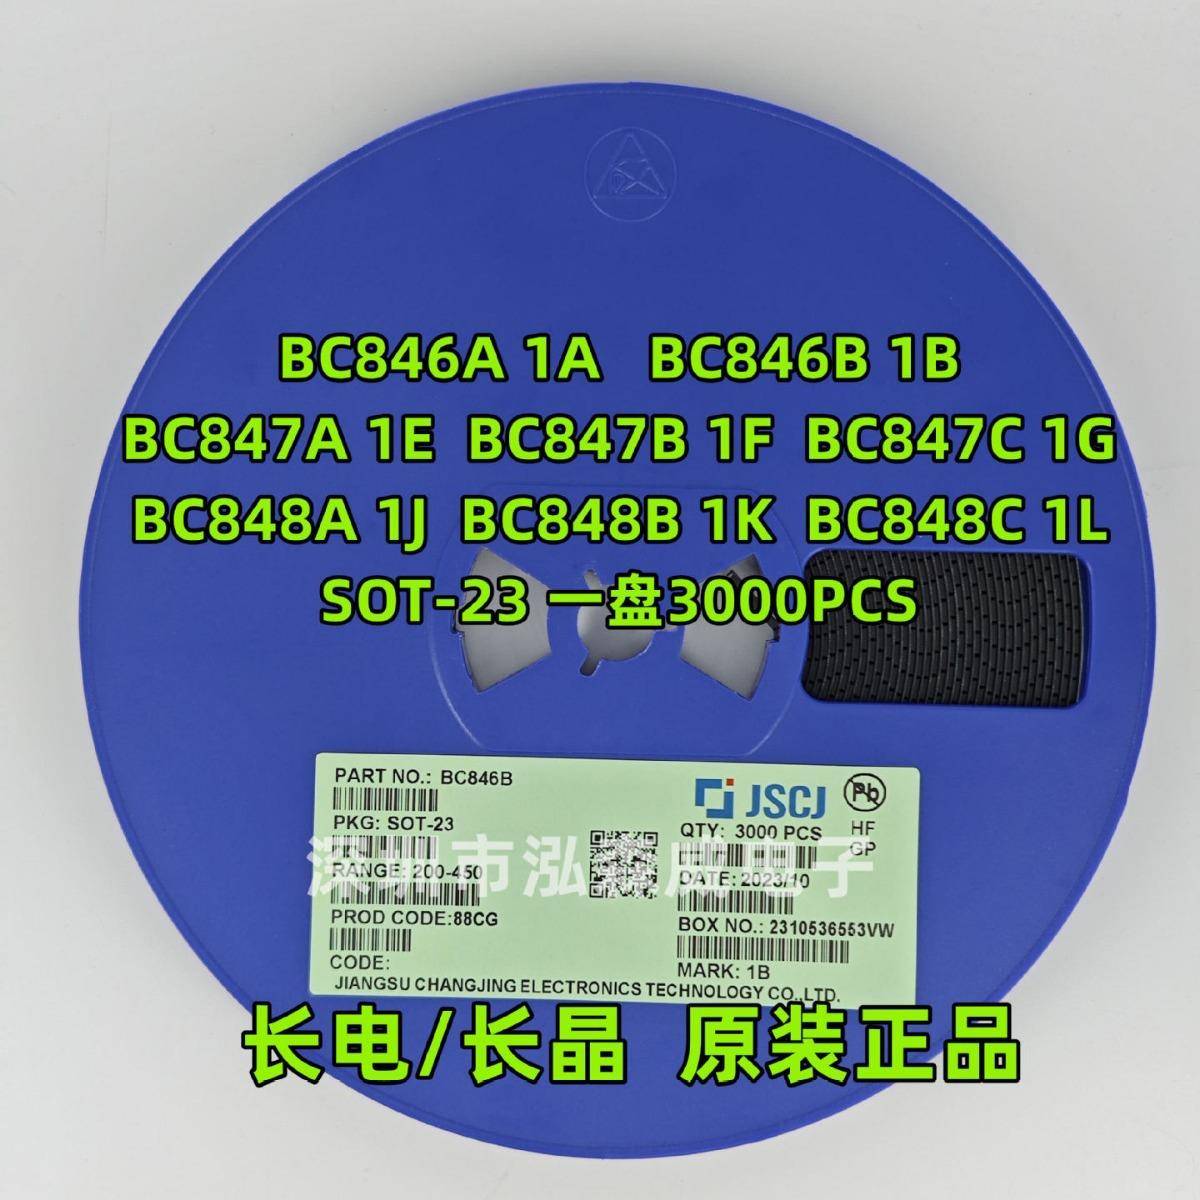 BC846A 1A BC846B 1B
BC847A 1E BC847B 1F BC847C 1G
BC848A 1J BC848B 1K BC848C 1L
SOT-23 一盘3000PCS
PART NO.: BC846B
PKG: SOT-23
RANGE: 200-450
PROD CODE:88CG
CODE:
JSCJ
Pb
QTY: 3000 PCS
HF
GP
DATE: 2023/10
BOX NO.: 2310536553VW
MARK: 1B
JIANGSU CHANGJING ELECTRONICS TECHNOLOGY CO.,LTD.
长电/长晶 原装正品